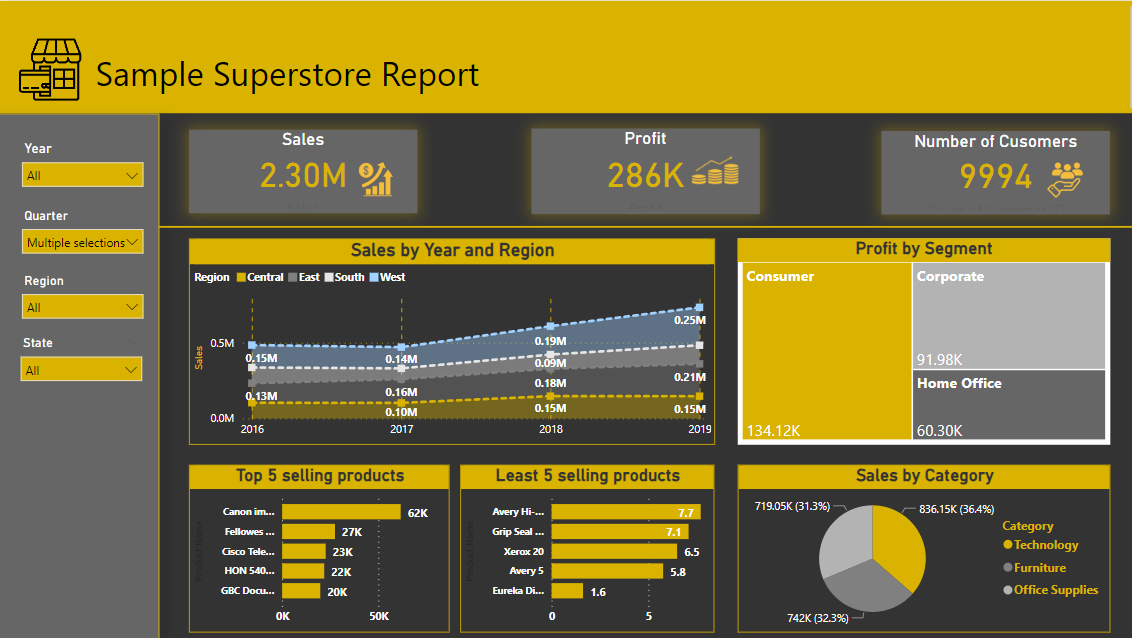 Sample Superstore Report
Year
All
Quarter
Multiple selections
Region
All
State
All
Sales
2.30M
Profit
286K
Number of Cusomers
9994
Sales by Year and Region
Region Central East South West
Sales
0.5M
0.0M
0.15M
0.14M
0.19M
0.25M
0.09M
0.13M
0.16M
0.18M
0.21M
0.10M
0.15M
0.15M
2016 2017 2018 2019
Profit by Segment
Consumer
134.12K
Corporate
91.98K
Home Office
60.30K
Top 5 selling products
Product Name
Canon im... 62K
Fellowes ... 27K
Cisco Tele... 23K
HON 540... 22K
GBC Docu... 20K
0K 50K
Least 5 selling products
Product Name
Avery Hi-... 7.7
Grip Seal ... 7.1
Xerox 20 6.5
Avery 5 5.8
Eureka Di... 1.6
0 5
Sales by Category
719.05K (31.3%)
836.15K (36.4%)
742K (32.3%)
Category
Technology
Furniture
Office Supplies